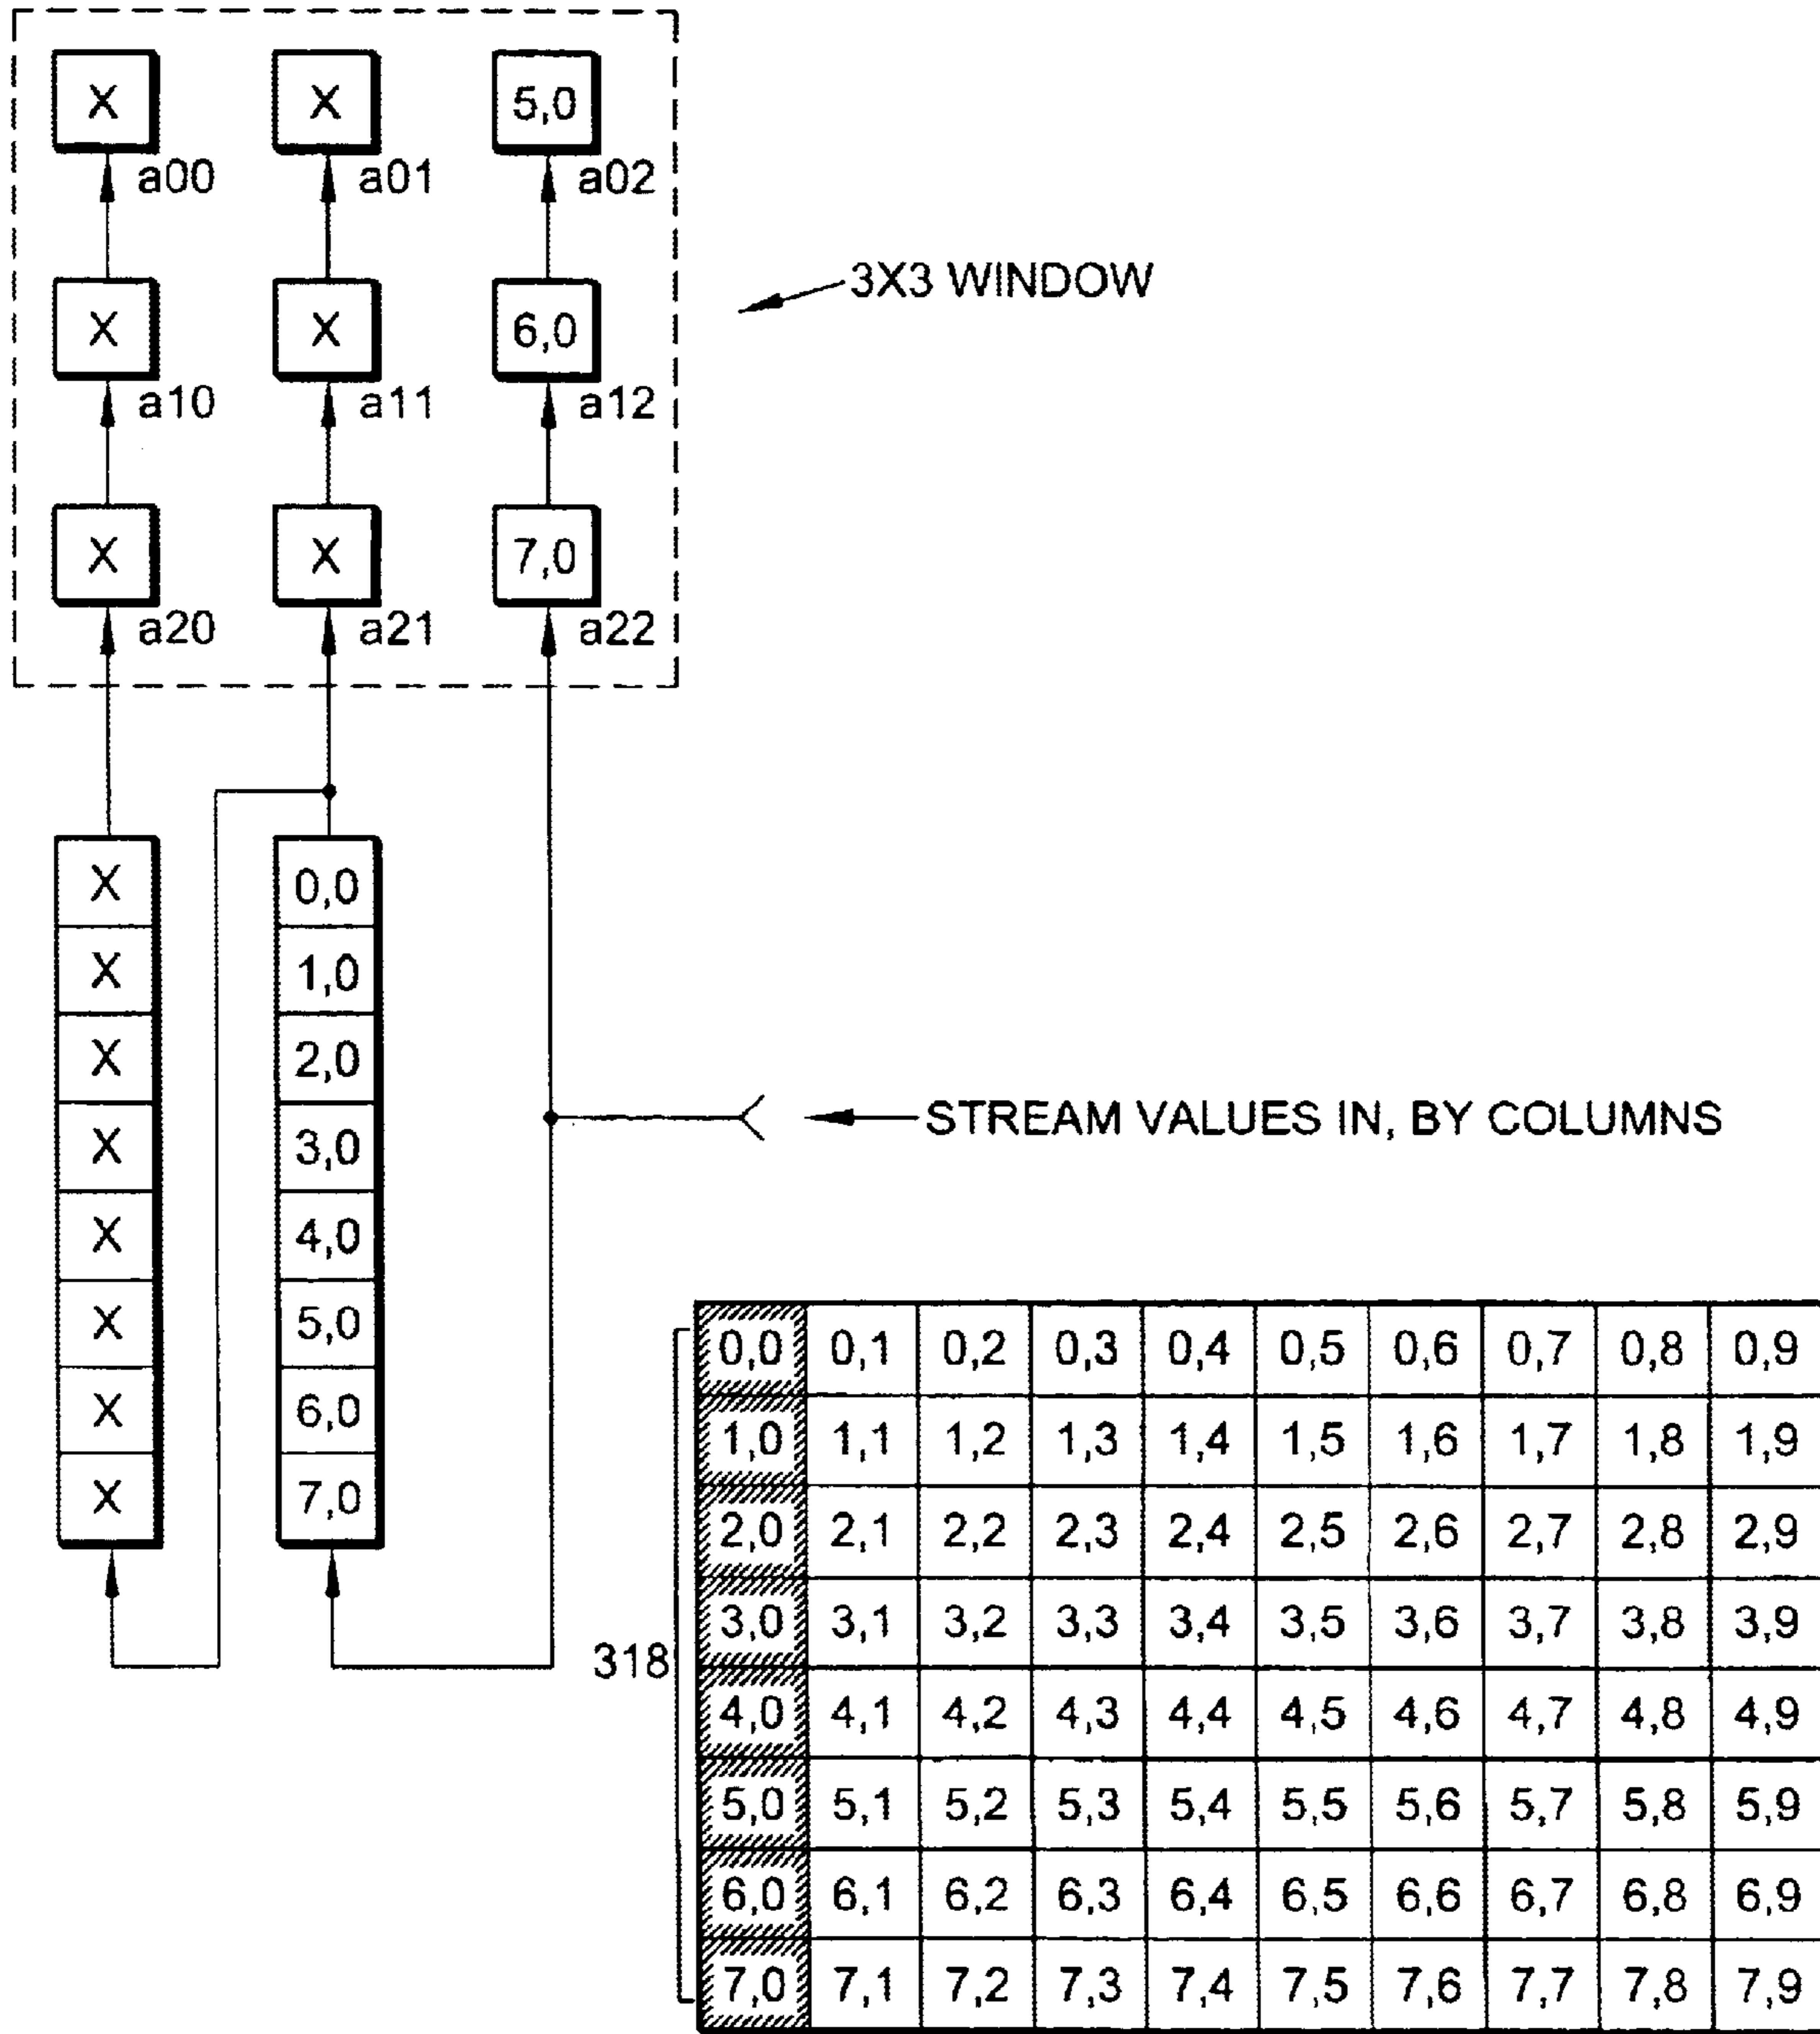 X X 5,0
a00 a01 a02
3X3 WINDOW
X X 6,0
a10 a11 a12
X X 7,0
a20 a21 a22
X 0,0
X 1,0
X 2,0
X 3,0
X 4,0
X 5,0
X 6,0
X 7,0
STREAM VALUES IN, BY COLUMNS
318
0,0 0,1 0,2 0,3 0,4 0,5 0,6 0,7 0,8 0,9
1,0 1,1 1,2 1,3 1,4 1,5 1,6 1,7 1,8 1,9
2,0 2,1 2,2 2,3 2,4 2,5 2,6 2,7 2,8 2,9
3,0 3,1 3,2 3,3 3,4 3,5 3,6 3,7 3,8 3,9
4,0 4,1 4,2 4,3 4,4 4,5 4,6 4,7 4,8 4,9
5,0 5,1 5,2 5,3 5,4 5,5 5,6 5,7 5,8 5,9
6,0 6,1 6,2 6,3 6,4 6,5 6,6 6,7 6,8 6,9
7,0 7,1 7,2 7,3 7,4 7,5 7,6 7,7 7,8 7,9